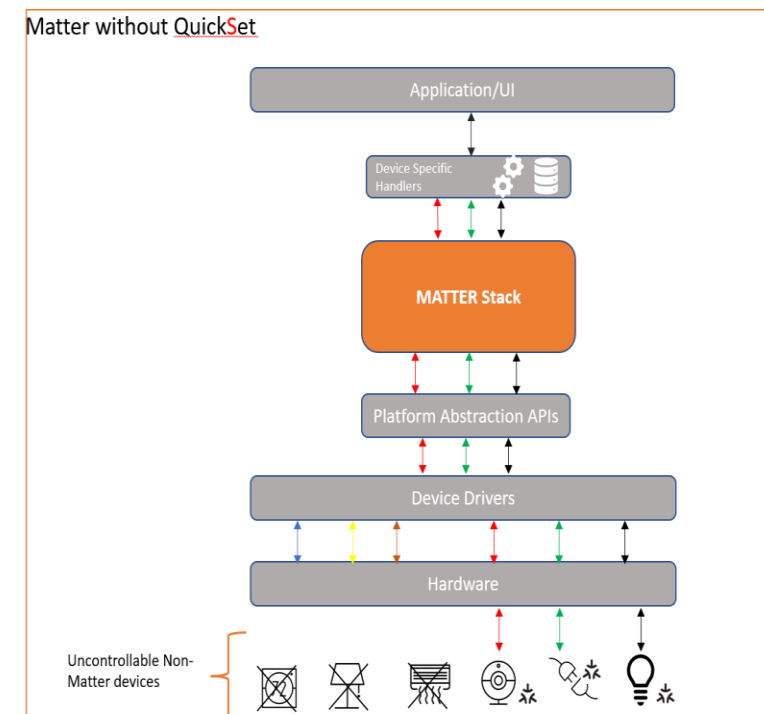 Matter without QuickSet
Application/UI
Device Specific
Handlers
MATTER Stack
Platform Abstraction APIs
Device Drivers
Hardware
Uncontrollable Non-
Matter devices
72